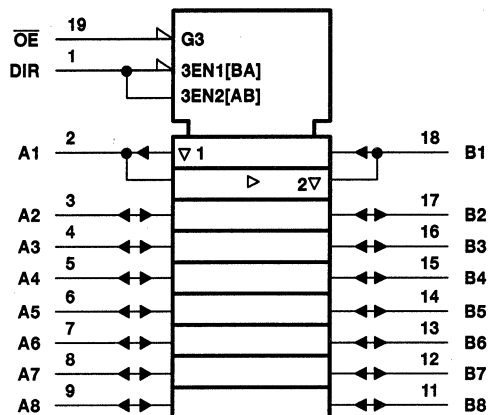 OE 19 G3
DIR 1 3EN1[BA]
3EN2[AB]
A1 2 ▽ 1 18 B1
▷ 2▽
A2 3 17 B2
A3 4 16 B3
A4 5 15 B4
A5 6 14 B5
A6 7 13 B6
A7 8 12 B7
A8 9 11 B8